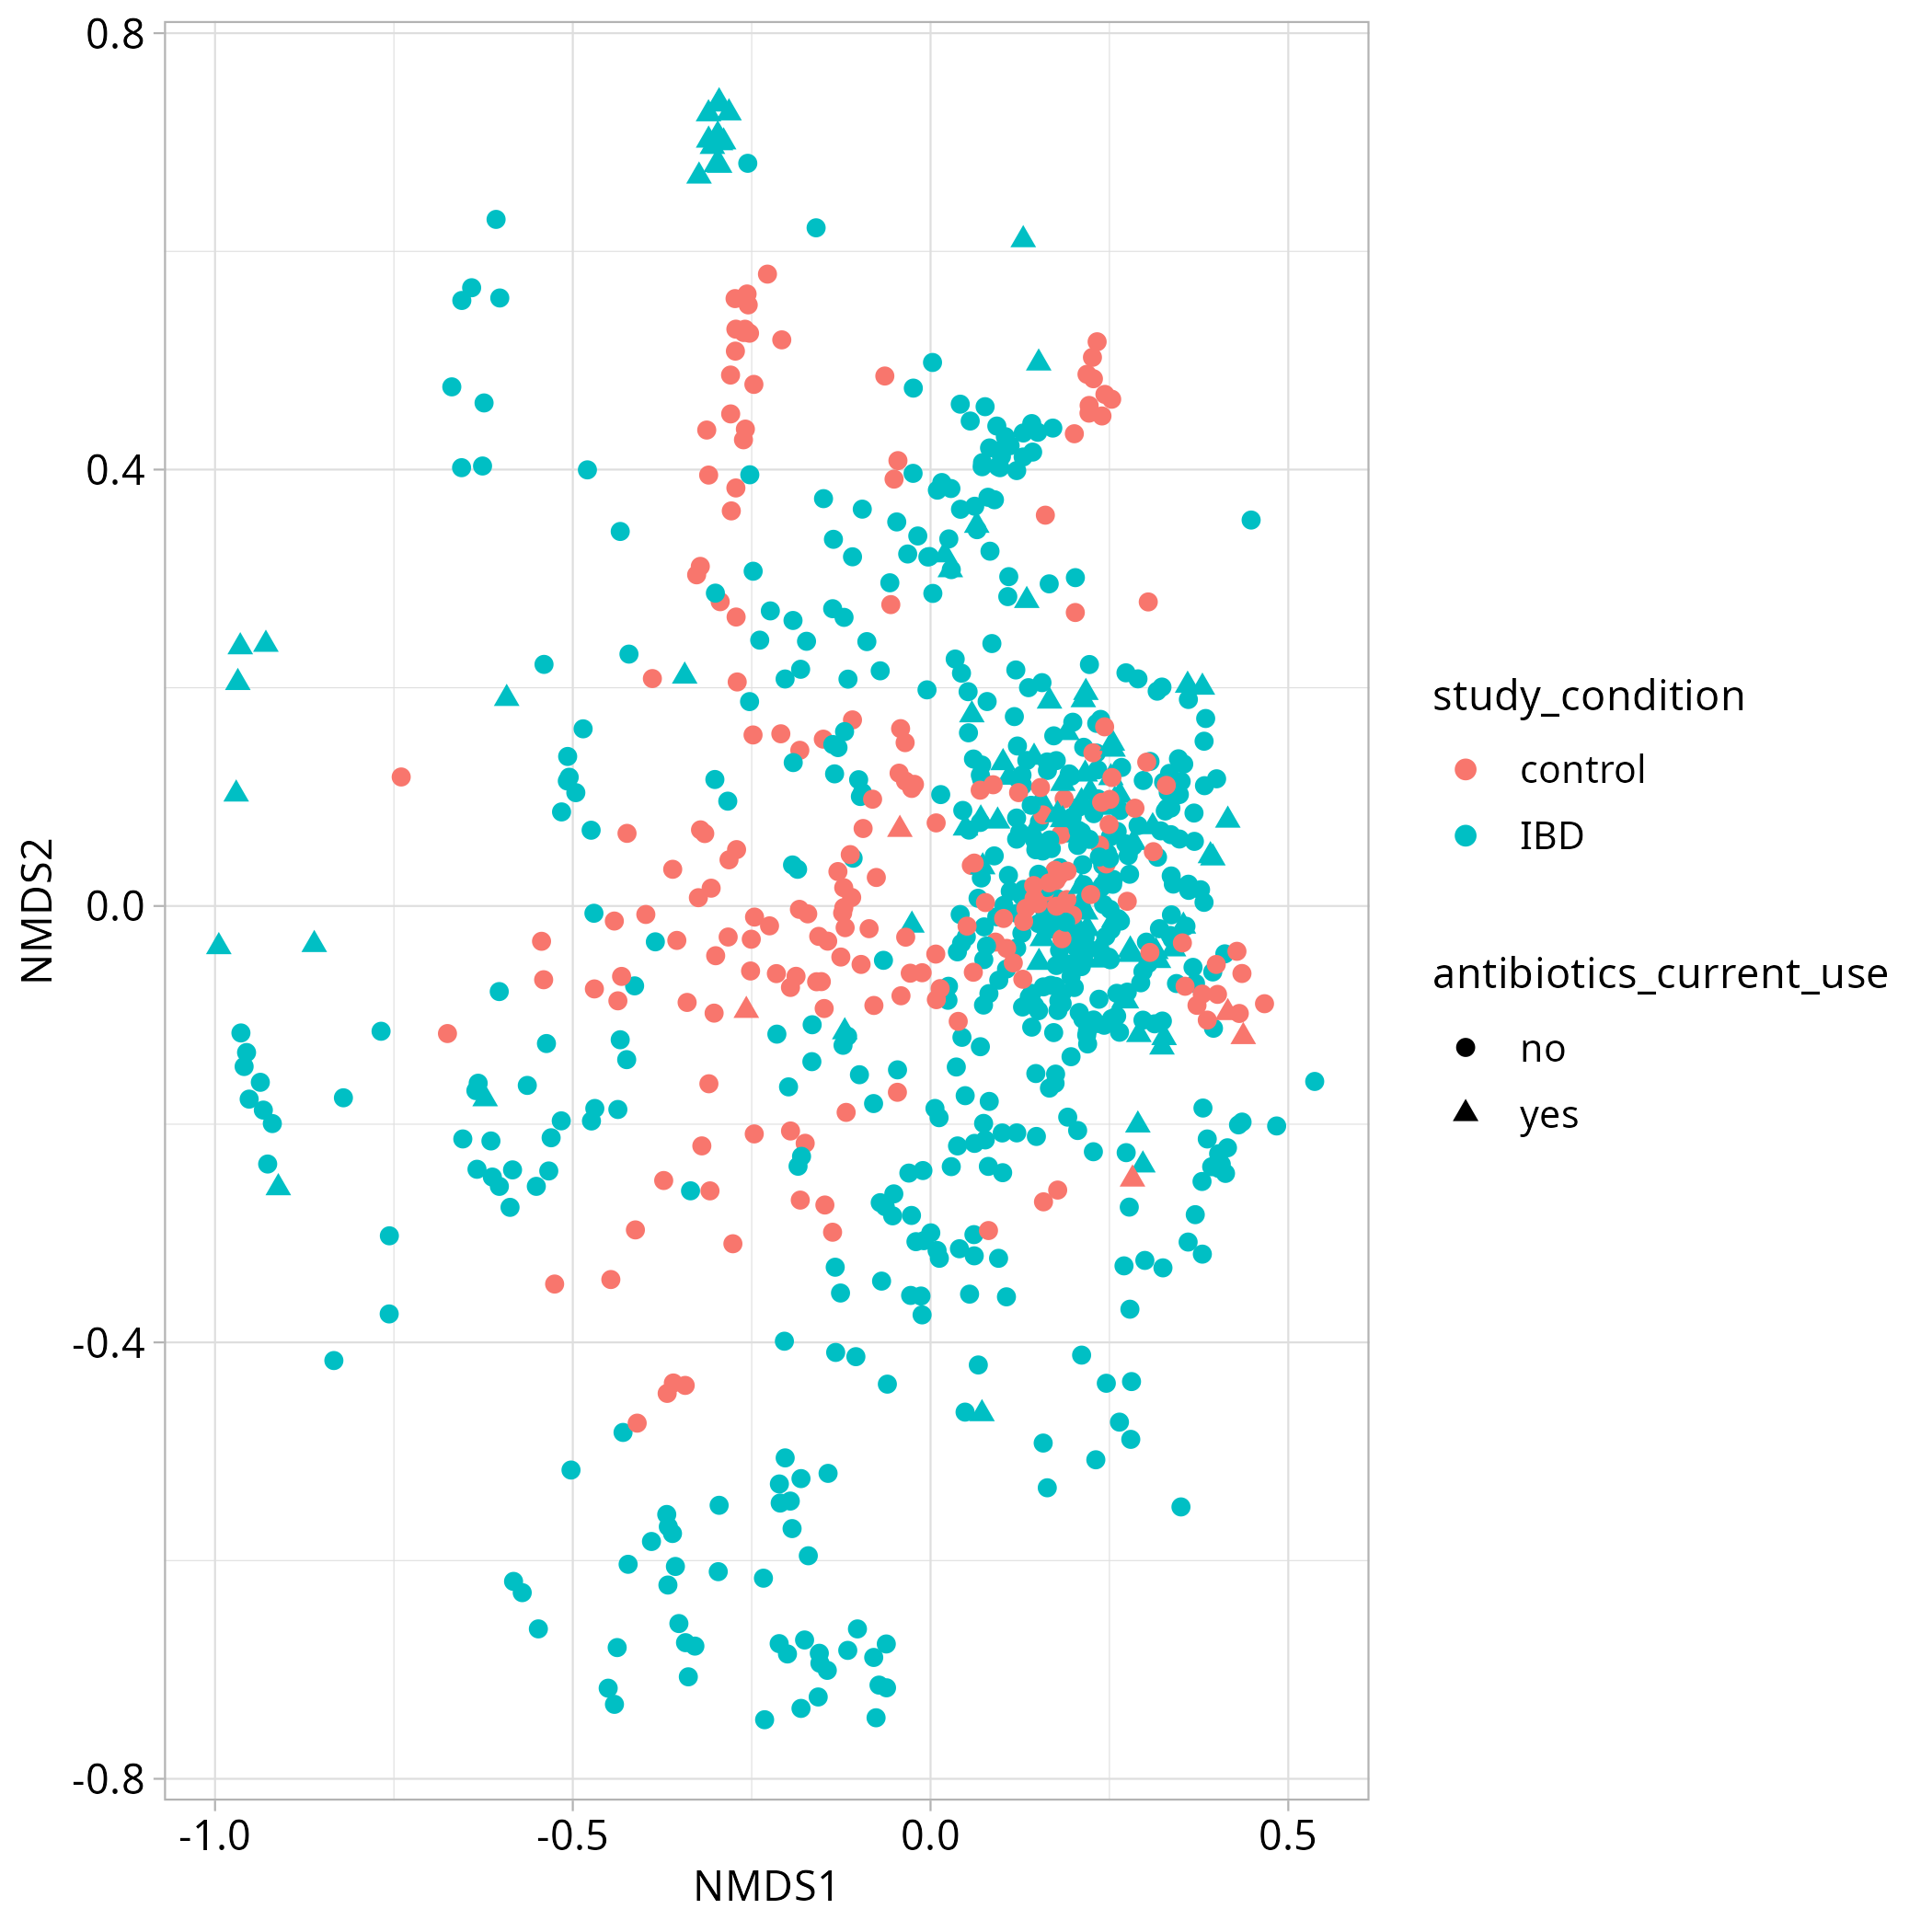 0.8
0.4
0.0
-0.4
-0.8
NMDS2
-1.0
-0.5
0.0
0.5
NMDS1
study_condition
control
IBD
antibiotics_current_use
no
yes